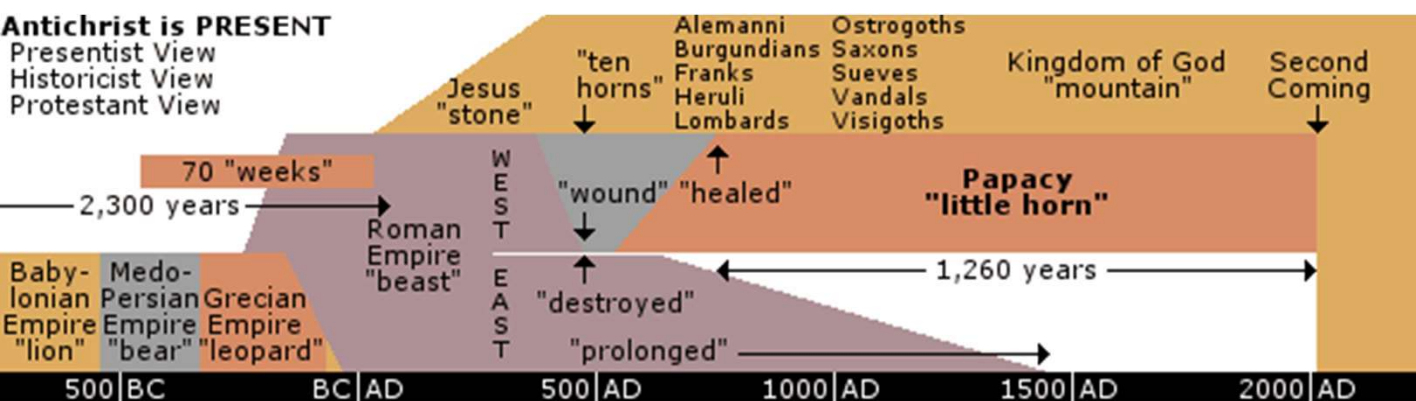 Antichrist is PRESENT
Presentist View
Historicist View
Protestant View
70 "weeks"
2,300 years
Baby-
lonian
Empire
"lion"
Medo-
Persian
Empire
"bear"
Grecian
Empire
"leopard"
Roman
Empire
"beast"
Jesus
"stone"
WEST
EAST
"ten
horns"
"wound"
"healed"
"destroyed"
"prolonged"
Alemanni
Burgundians
Franks
Heruli
Lombards
Ostrogoths
Saxons
Sueves
Vandals
Visigoths
Kingdom of God
"mountain"
Second
Coming
Papacy
"little horn"
1,260 years
500 BC
BC AD
500 AD
1000 AD
1500 AD
2000 AD